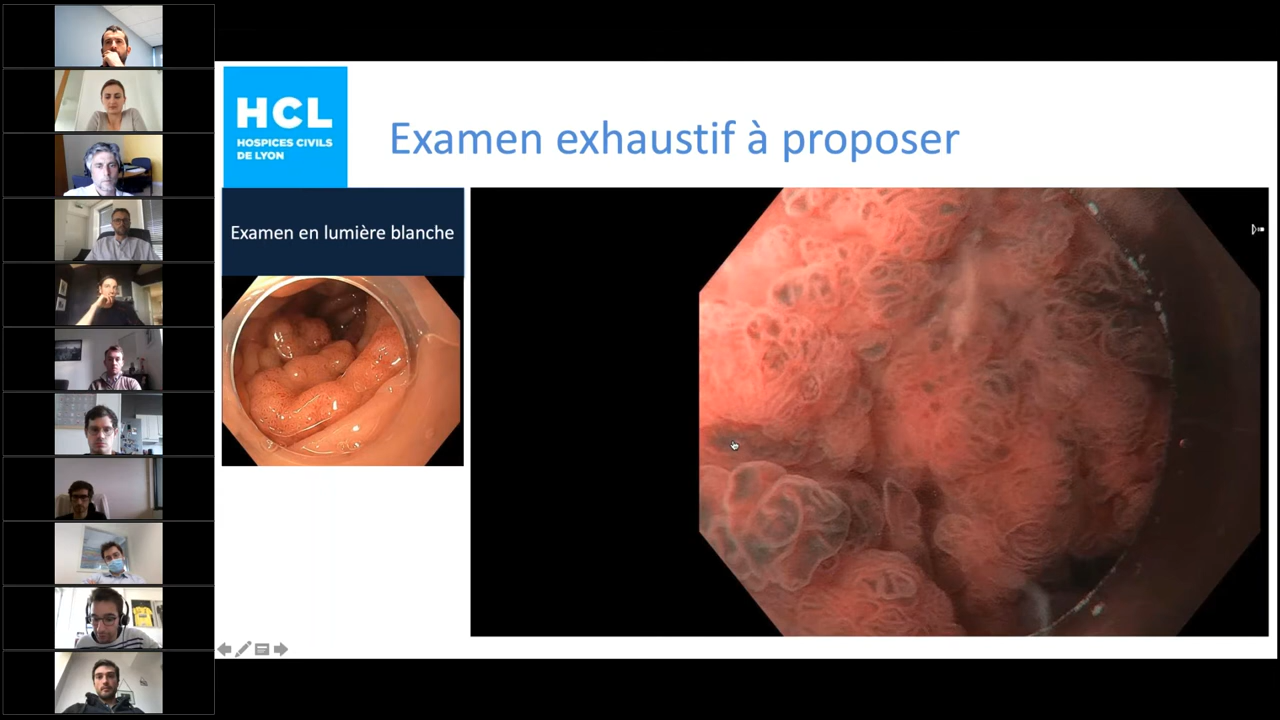 HCL
HOSPICES CIVILS
DE LYON
Examen exhaustif à proposer
Examen en lumière blanche